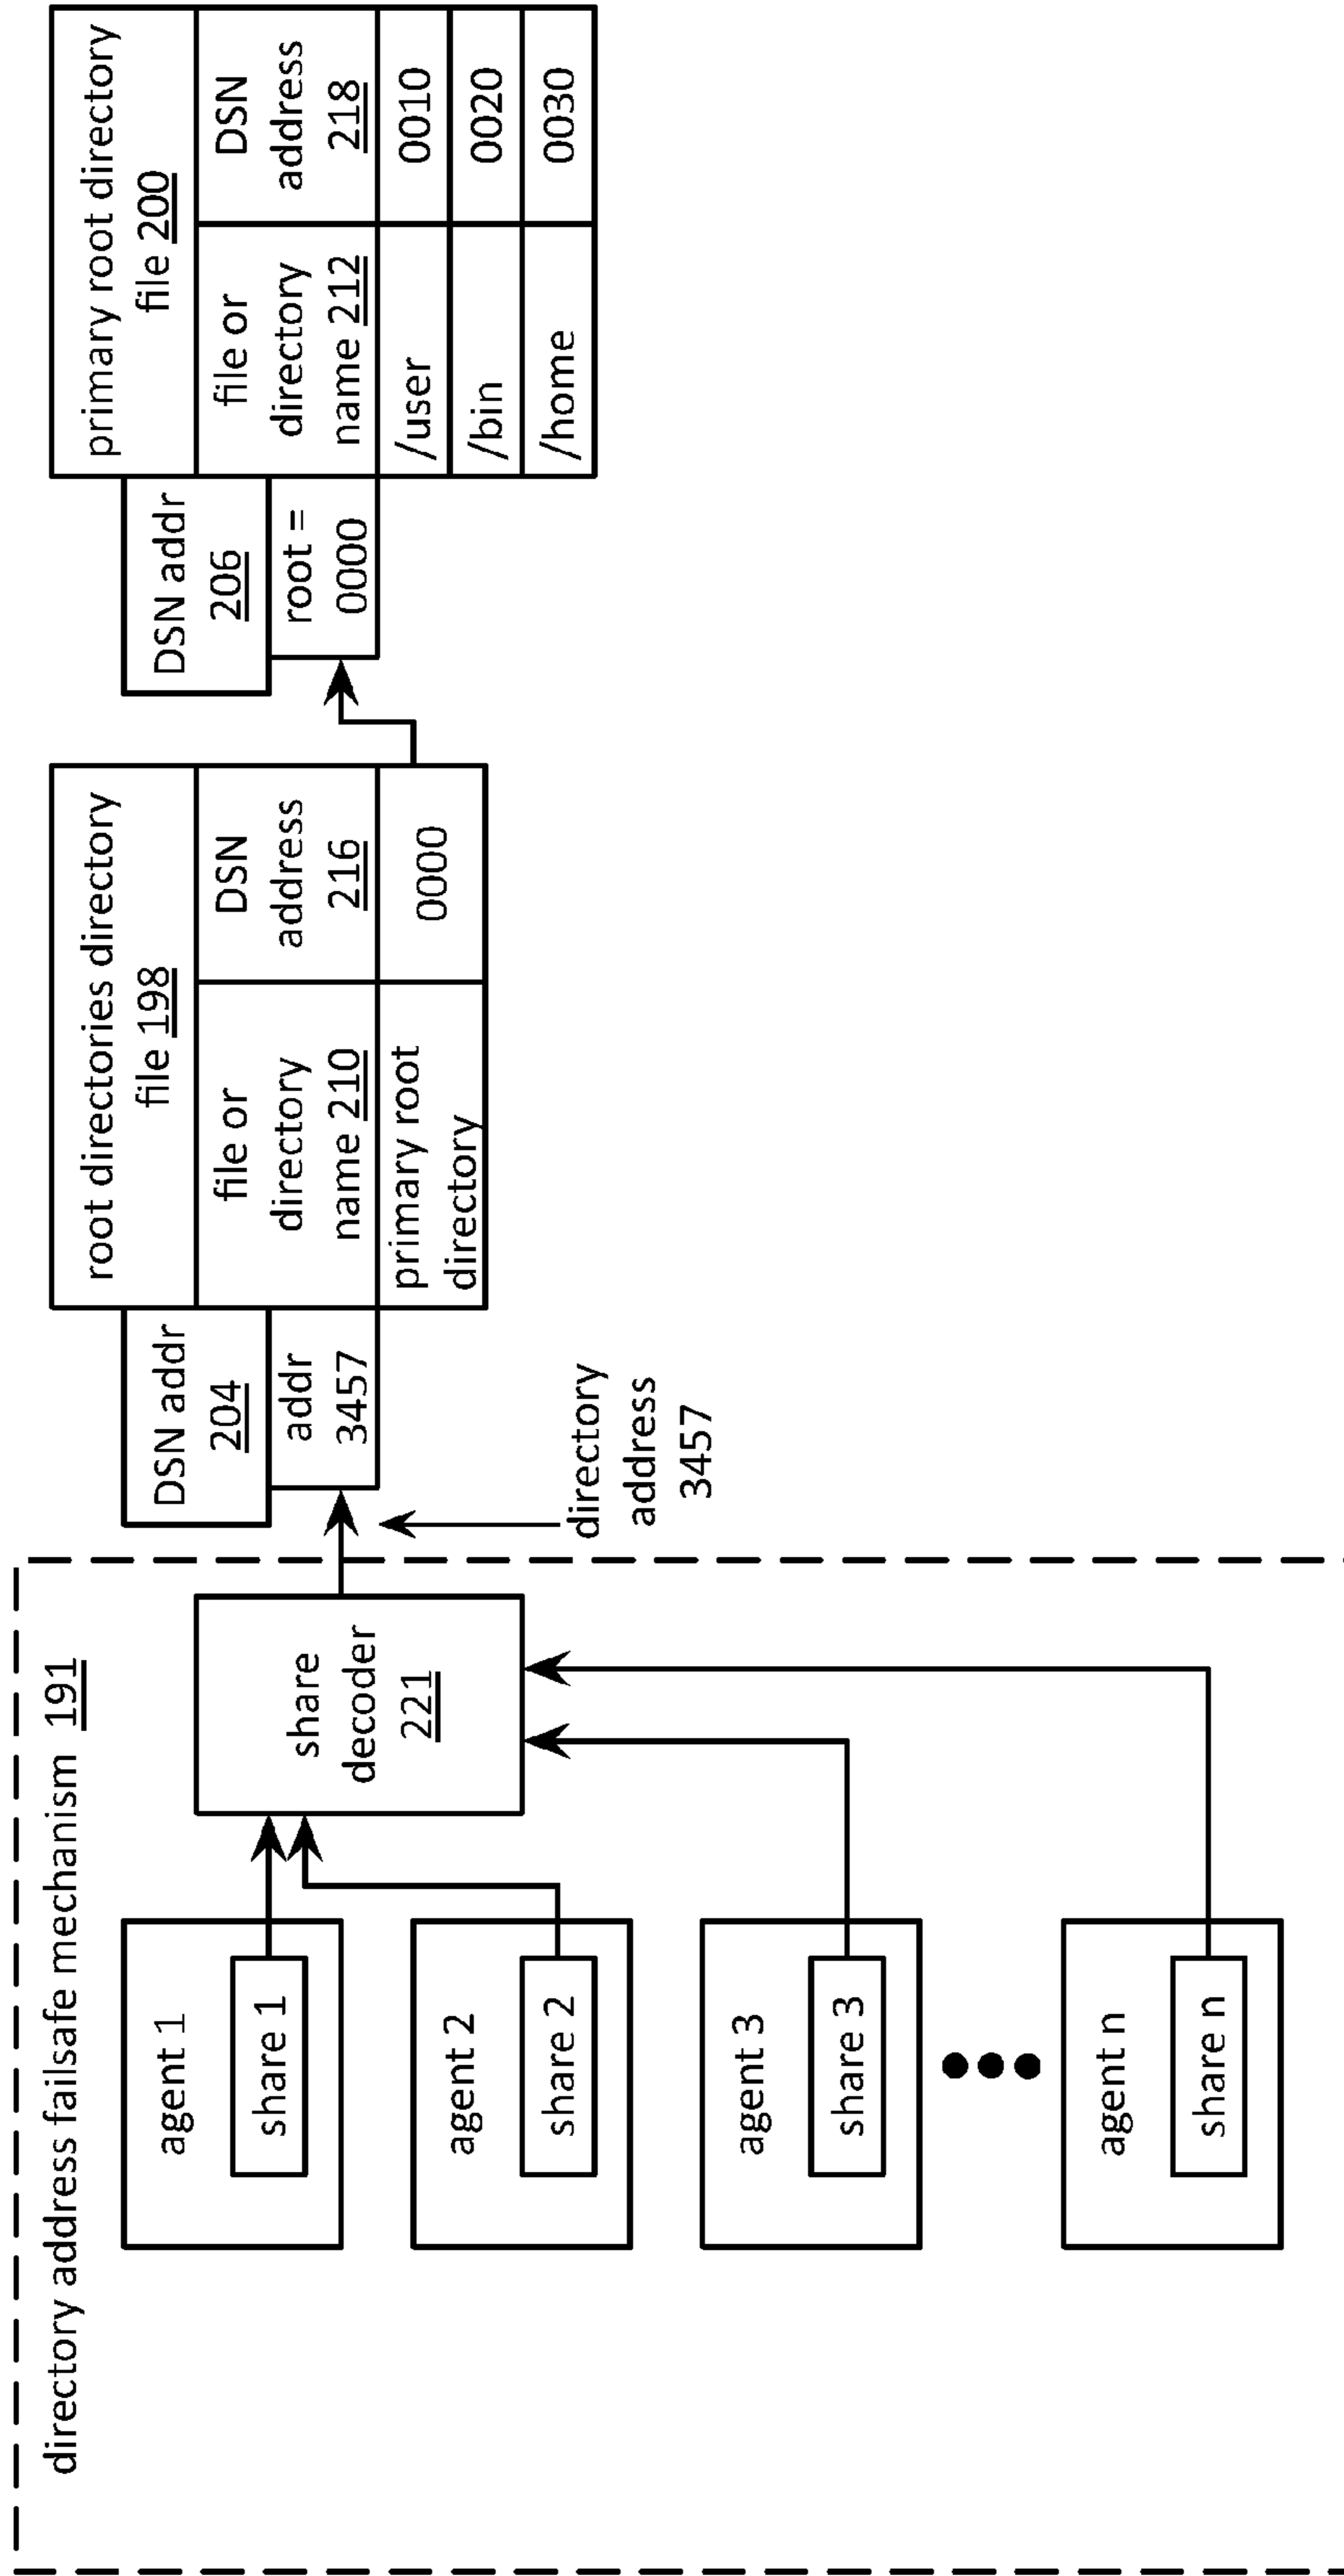 directory address failsafe mechanism 191
agent 1
share 1
agent 2
share 2
agent 3
share 3
agent n
share n
share
decoder
221
directory
address
3457
DSN addr
204
addr
3457
root directories directory
file 198
file or
directory
name 210
DSN
address
216
primary root
directory
0000
DSN addr
206
root =
0000
primary root directory
file 200
file or
directory
name 212
DSN
address
218
/user
0010
/bin
0020
/home
0030